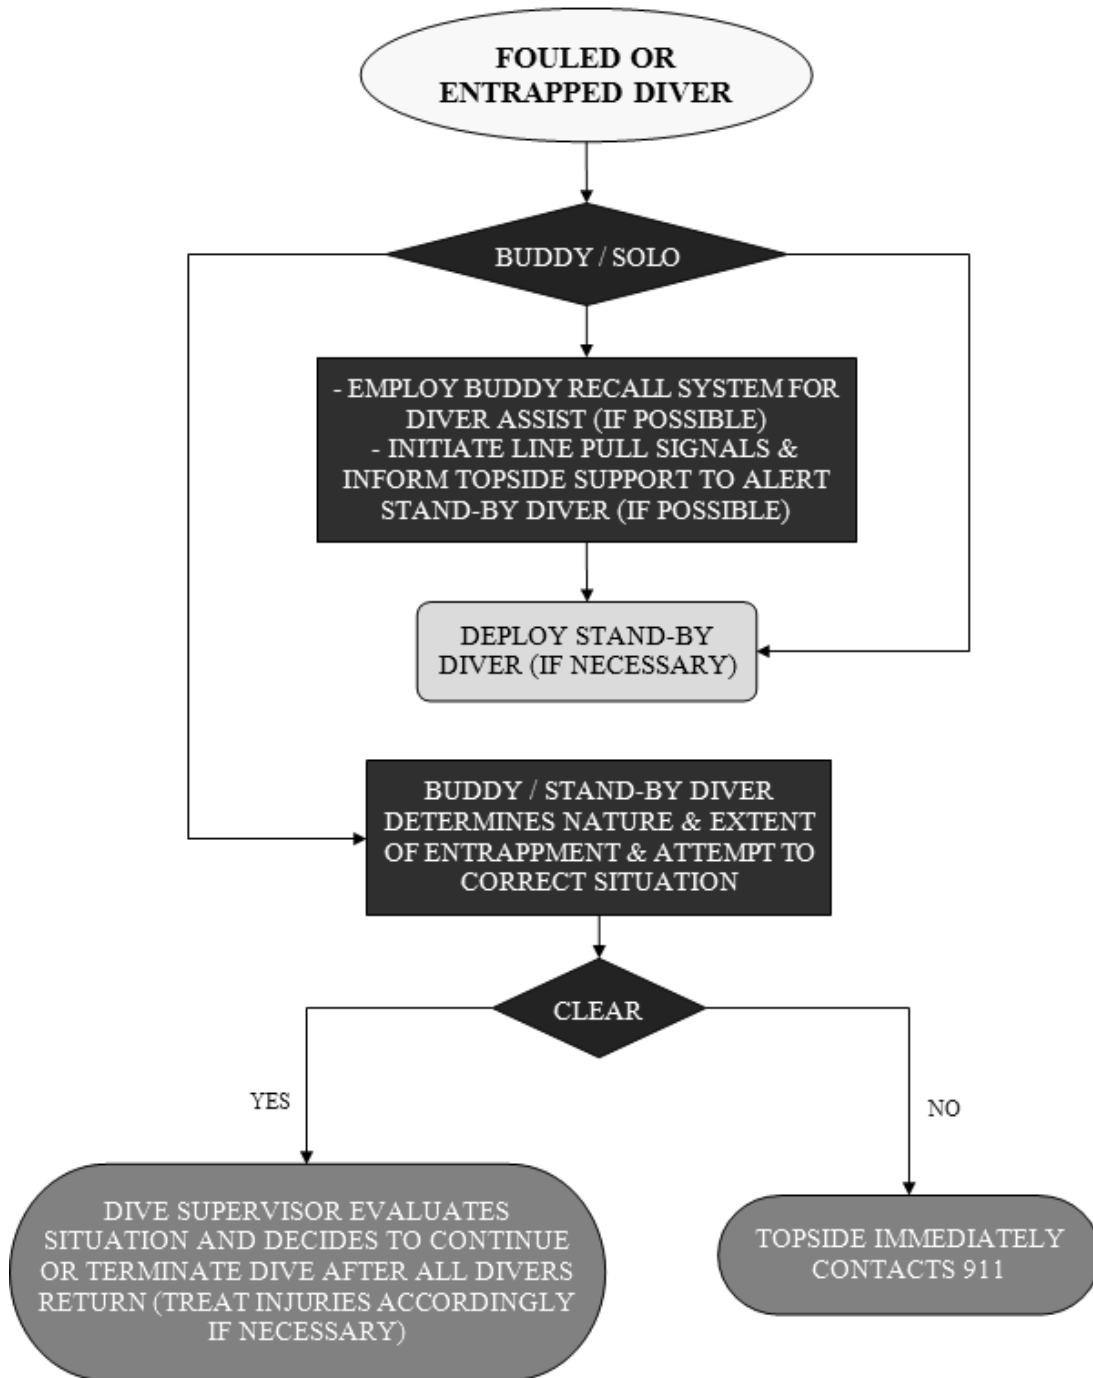 FOULED OR
ENTRAPPED DIVER
BUDDY / SOLO
- EMPLOY BUDDY RECALL SYSTEM FOR
DIVER ASSIST (IF POSSIBLE)
- INITIATE LINE PULL SIGNALS &
INFORM TOPSIDE SUPPORT TO ALERT
STAND-BY DIVER (IF POSSIBLE)
DEPLOY STAND-BY
DIVER (IF NECESSARY)
BUDDY / STAND-BY DIVER
DETERMINES NATURE & EXTENT
OF ENTRAPPMENT & ATTEMPT TO
CORRECT SITUATION
CLEAR
YES
NO
DIVE SUPERVISOR EVALUATES
SITUATION AND DECIDES TO CONTINUE
OR TERMINATE DIVE AFTER ALL DIVERS
RETURN (TREAT INJURIES ACCORDINGLY
IF NECESSARY)
TOPSIDE IMMEDIATELY
CONTACTS 911